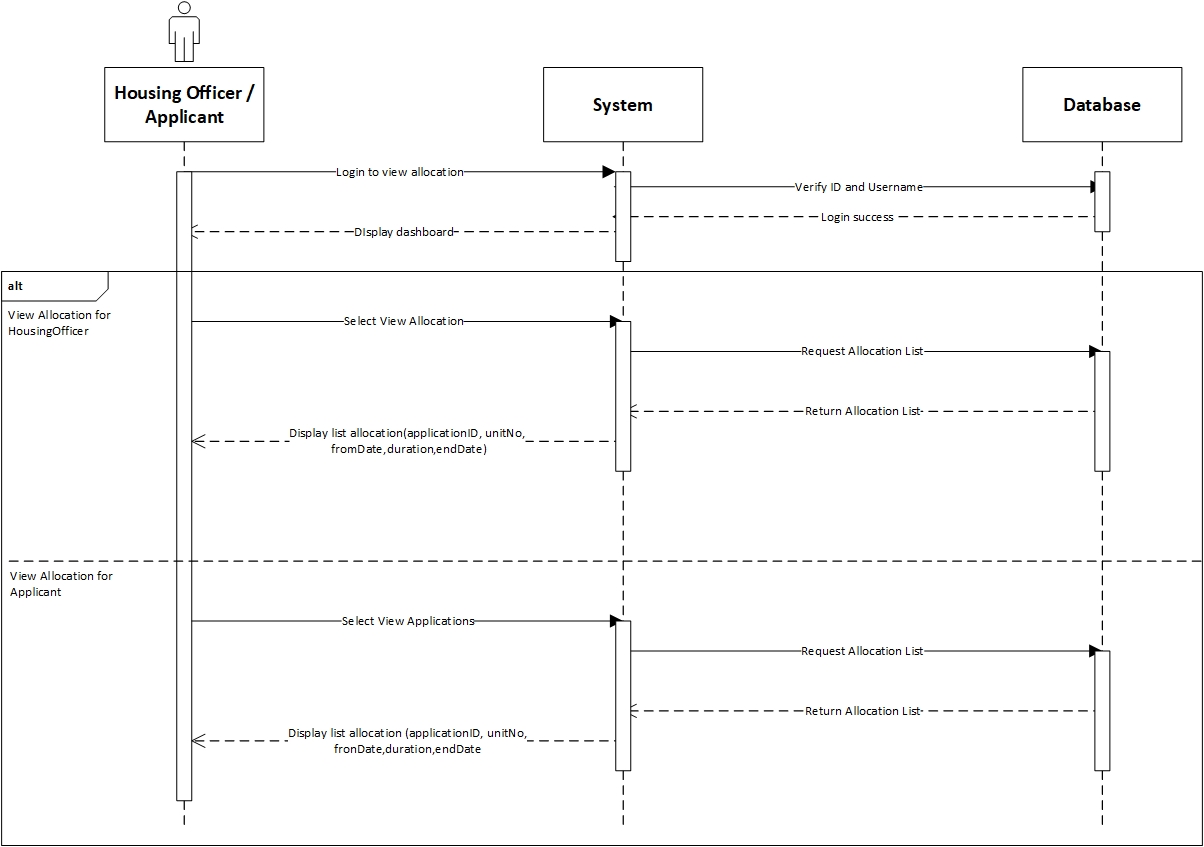 Housing Officer /
Applicant
System
Database
Login to view allocation
Verify ID and Username
Login success
DIsplay dashboard
alt
View Allocation for
HousingOfficer
Select View Allocation
Request Allocation List
Return Allocation List
Display list allocation(applicationID, unitNo,
fromDate,duration,endDate)
View Allocation for
Applicant
Select View Applications
Request Allocation List
Return Allocation List
Display list allocation (applicationID, unitNo,
fronDate,duration,endDate